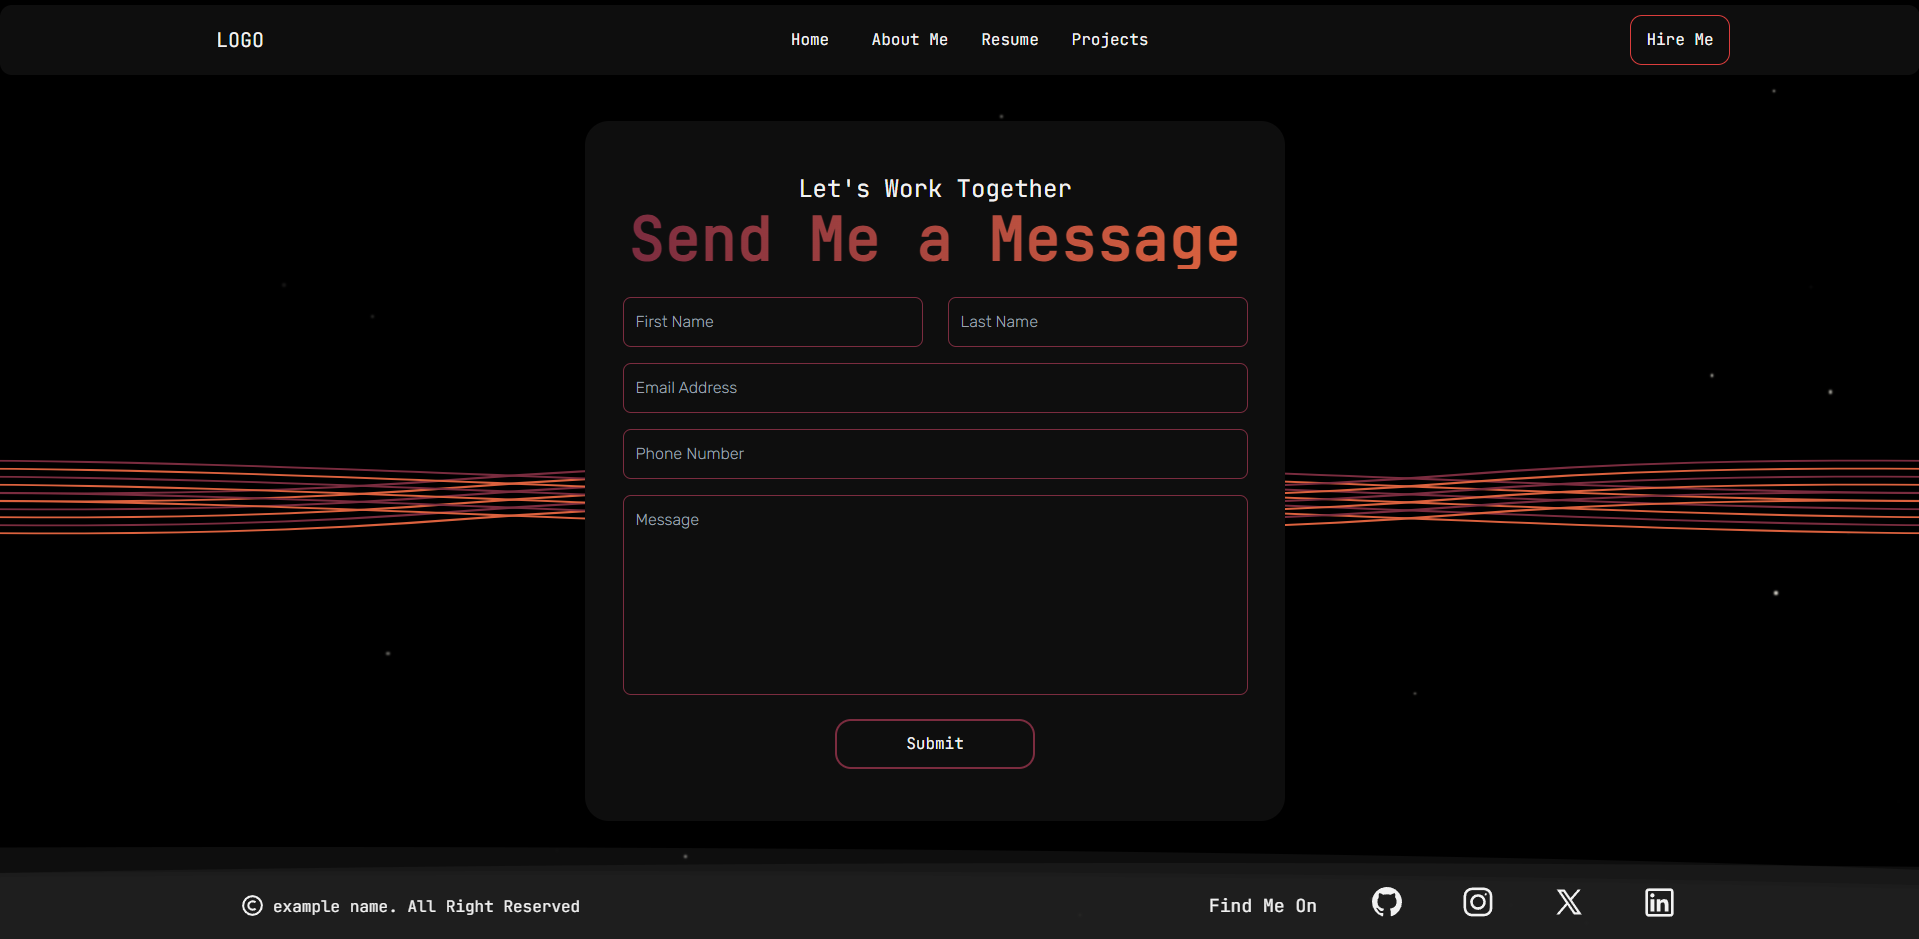 LOGO
Home
About Me
Resume
Projects
Hire Me
Let's Work Together
Send Me a Message
First Name
Last Name
Email Address
Phone Number
Message
Submit
© example name. All Right Reserved
Find Me On
in